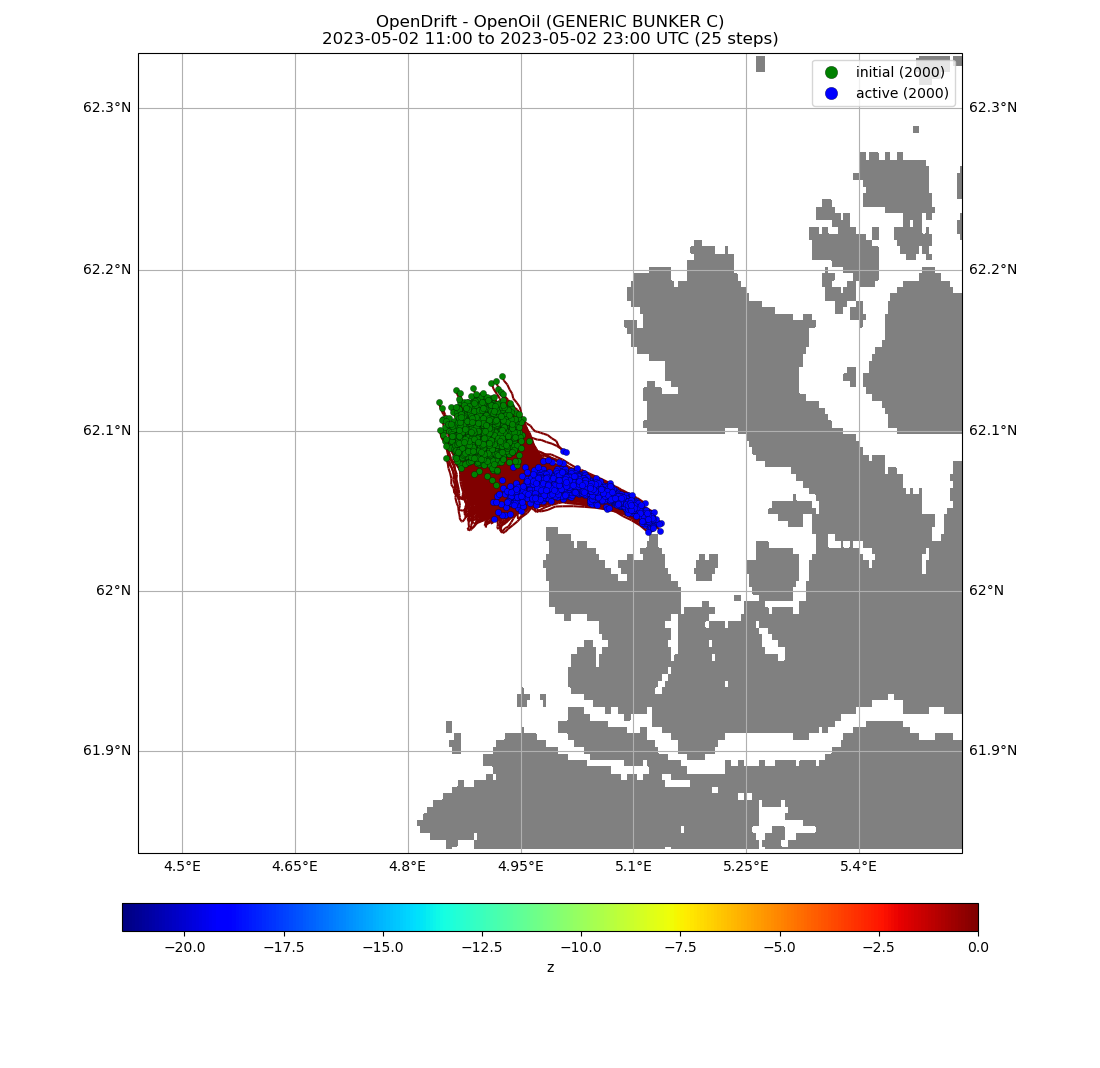 OpenDrift - OpenOil (GENERIC BUNKER C)
2023-05-02 11:00 to 2023-05-02 23:00 UTC (25 steps)
initial (2000)
active (2000)
62.3°N 62.3°N
62.2°N 62.2°N
62.1°N 62.1°N
62°N 62°N
61.9°N 61.9°N
4.5°E 4.65°E 4.8°E 4.95°E 5.1°E 5.25°E 5.4°E
−20.0 −17.5 −15.0 −12.5 −10.0 −7.5 −5.0 −2.5 0.0
z